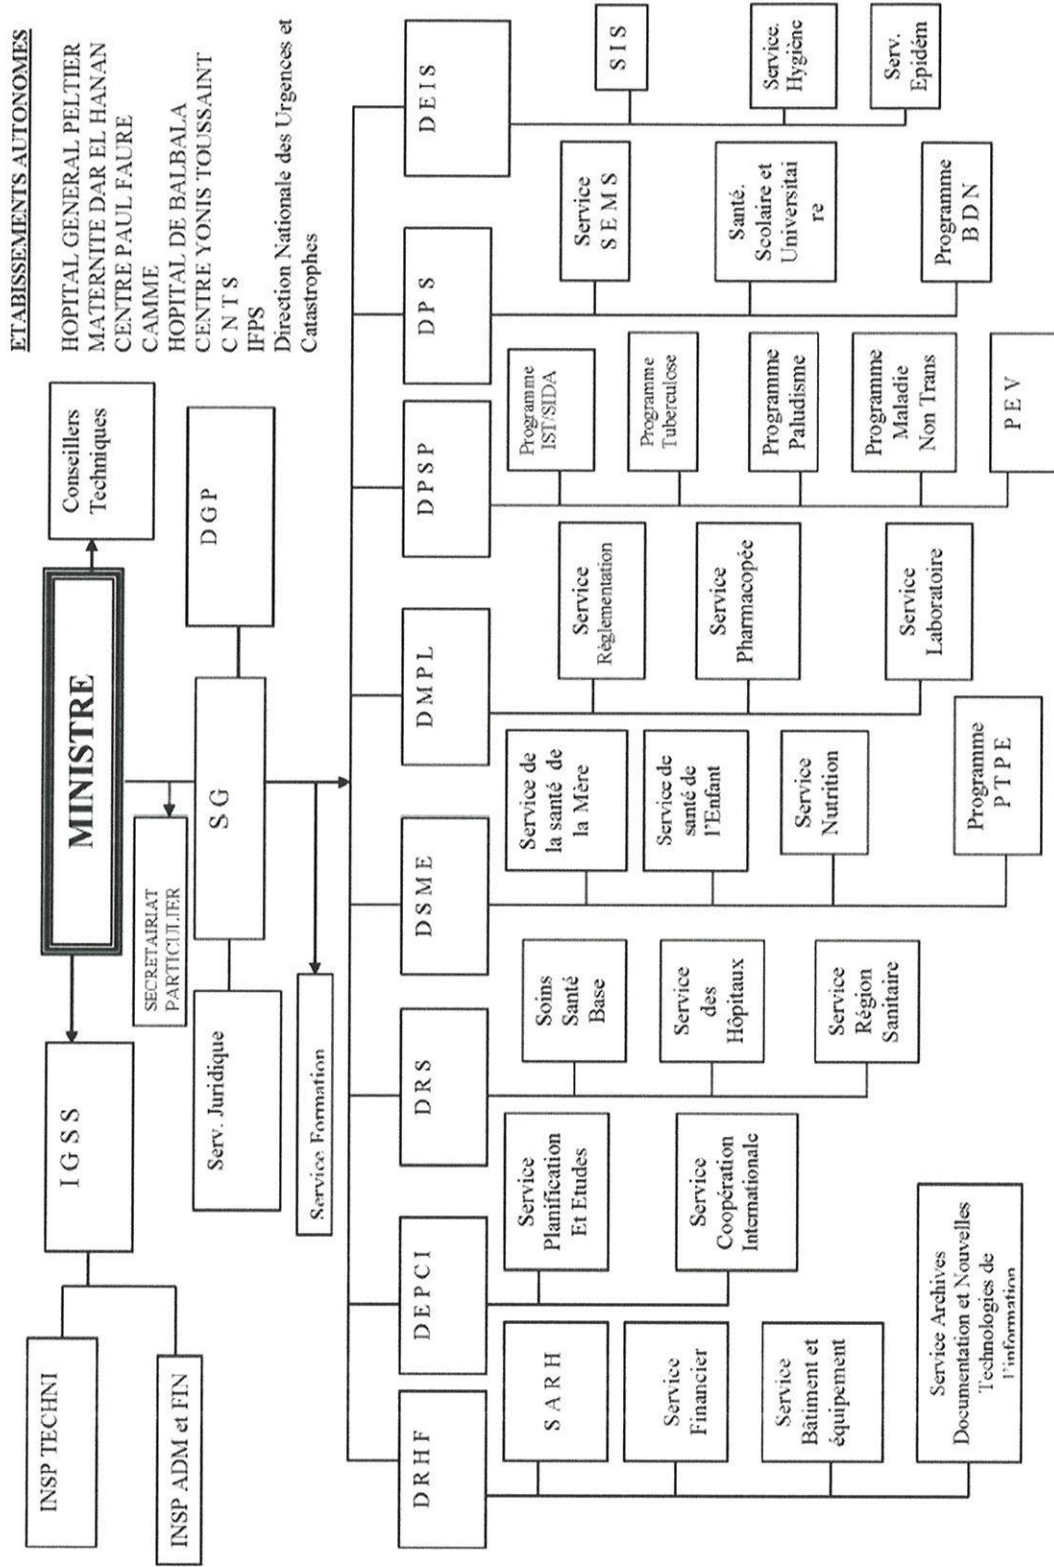 ETABISSEMENTS AUTONOMES
HOPITAL GENERAL PELTIER
MATERNITE DAR EL HANAN
CENTRE PAUL FAURE
CAMME
HOPITAL DE BALBALA
CENTRE YONIS TOUSSAINT
C N T S
IFPS
Direction Nationale des Urgences et
Catastrophes
MINISTRE
Conseillers
Techniques
I G S S
INSP TECHNI
INSP ADM et FIN
SECRETAIRIAT
PARTICULIER
S G
D G P
Serv. Juridique
Service Formation
D R H F
S A R H
Service
Financier
Service
Bâtiment et
équipement
Service Archives
Documentation et Nouvelles
Technologies de
l'information
D E P C I
Service
Planification
Et Etudes
Service
Coopération
Internationale
D R S
Soins
Santé
Base
Service
des
Hôpitaux
Service
Région
Sanitaire
D S M E
Service de
la santé de
la Mère
Service de
santé de
l'Enfant
Service
Nutrition
Programme
P T P E
D M P L
Service
Règlementation
Service
Pharmacopée
Service
Laboratoire
D P S P
Programme
IST/SIDA
Programme
Tuberculose
Programme
Paludisme
Programme
Maladie
Non Trans
P E V
D P S
Service
S E M S
Santé.
Scolaire et
Universitai
re
Programme
B D N
D E I S
S I S
Service.
Hygiène
Serv.
Epidém